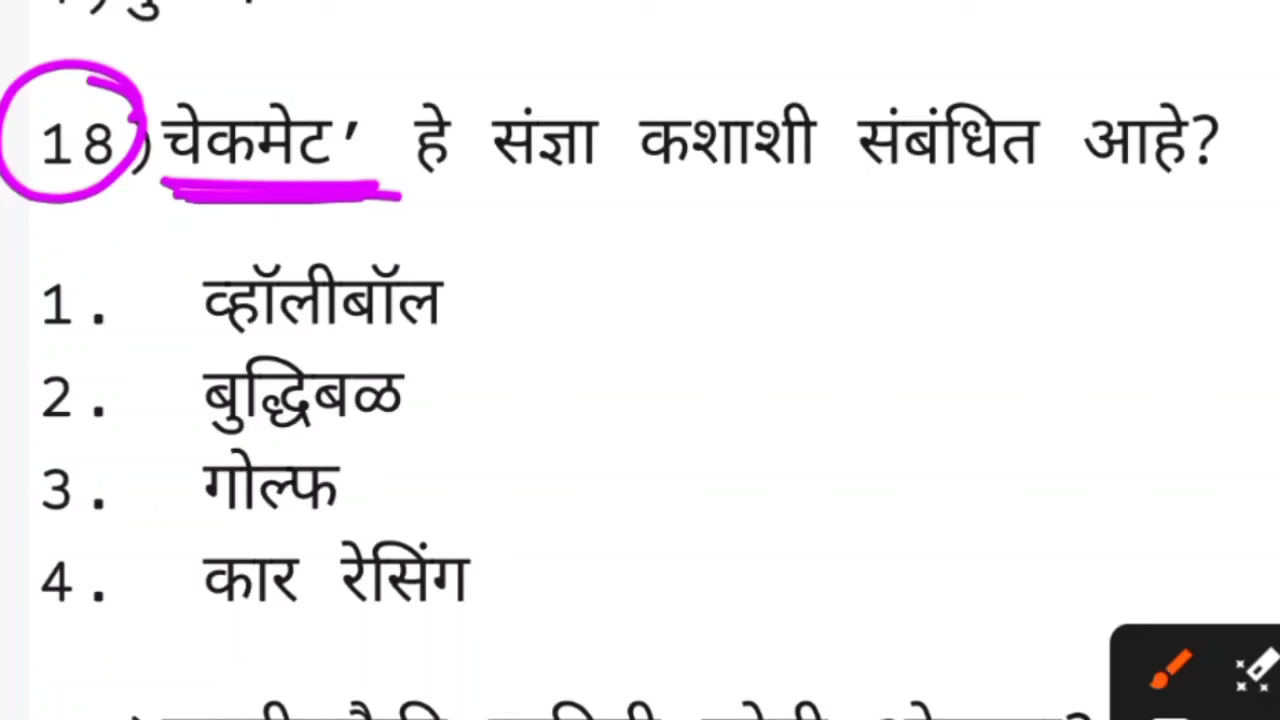 18)चेकमेट’ हे संज्ञा कशाशी संबंधित आहे?
1. व्हॉलीबॉल
2. बुद्धिबळ
3. गोल्फ
4. कार रेसिंग